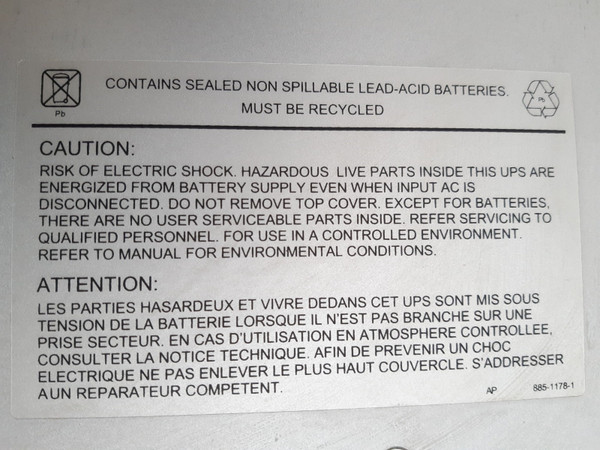 CONTAINS SEALED NON SPILLABLE LEAD-ACID BATTERIES.
MUST BE RECYCLED
Pb
Pb
CAUTION:
RISK OF ELECTRIC SHOCK. HAZARDOUS LIVE PARTS INSIDE THIS UPS ARE
ENERGIZED FROM BATTERY SUPPLY EVEN WHEN INPUT AC IS
DISCONNECTED. DO NOT REMOVE TOP COVER. EXCEPT FOR BATTERIES,
THERE ARE NO USER SERVICEABLE PARTS INSIDE. REFER SERVICING TO
QUALIFIED PERSONNEL. FOR USE IN A CONTROLLED ENVIRONMENT.
REFER TO MANUAL FOR ENVIRONMENTAL CONDITIONS.
ATTENTION:
LES PARTIES HASARDEUX ET VIVRE DEDANS CET UPS SONT MIS SOUS
TENSION DE LA BATTERIE LORSQUE IL N'EST PAS BRANCHE SUR UNE
PRISE SECTEUR. EN CAS D'UTILISATION EN ATMOSPHERE CONTROLLEE,
CONSULTER LA NOTICE TECHNIQUE. AFIN DE PREVENIR UN CHOC
ELECTRIQUE NE PAS ENLEVER LE PLUS HAUT COUVERCLE. S'ADDRESSER
A UN REPARATEUR COMPETENT.
AP 885-1178-1